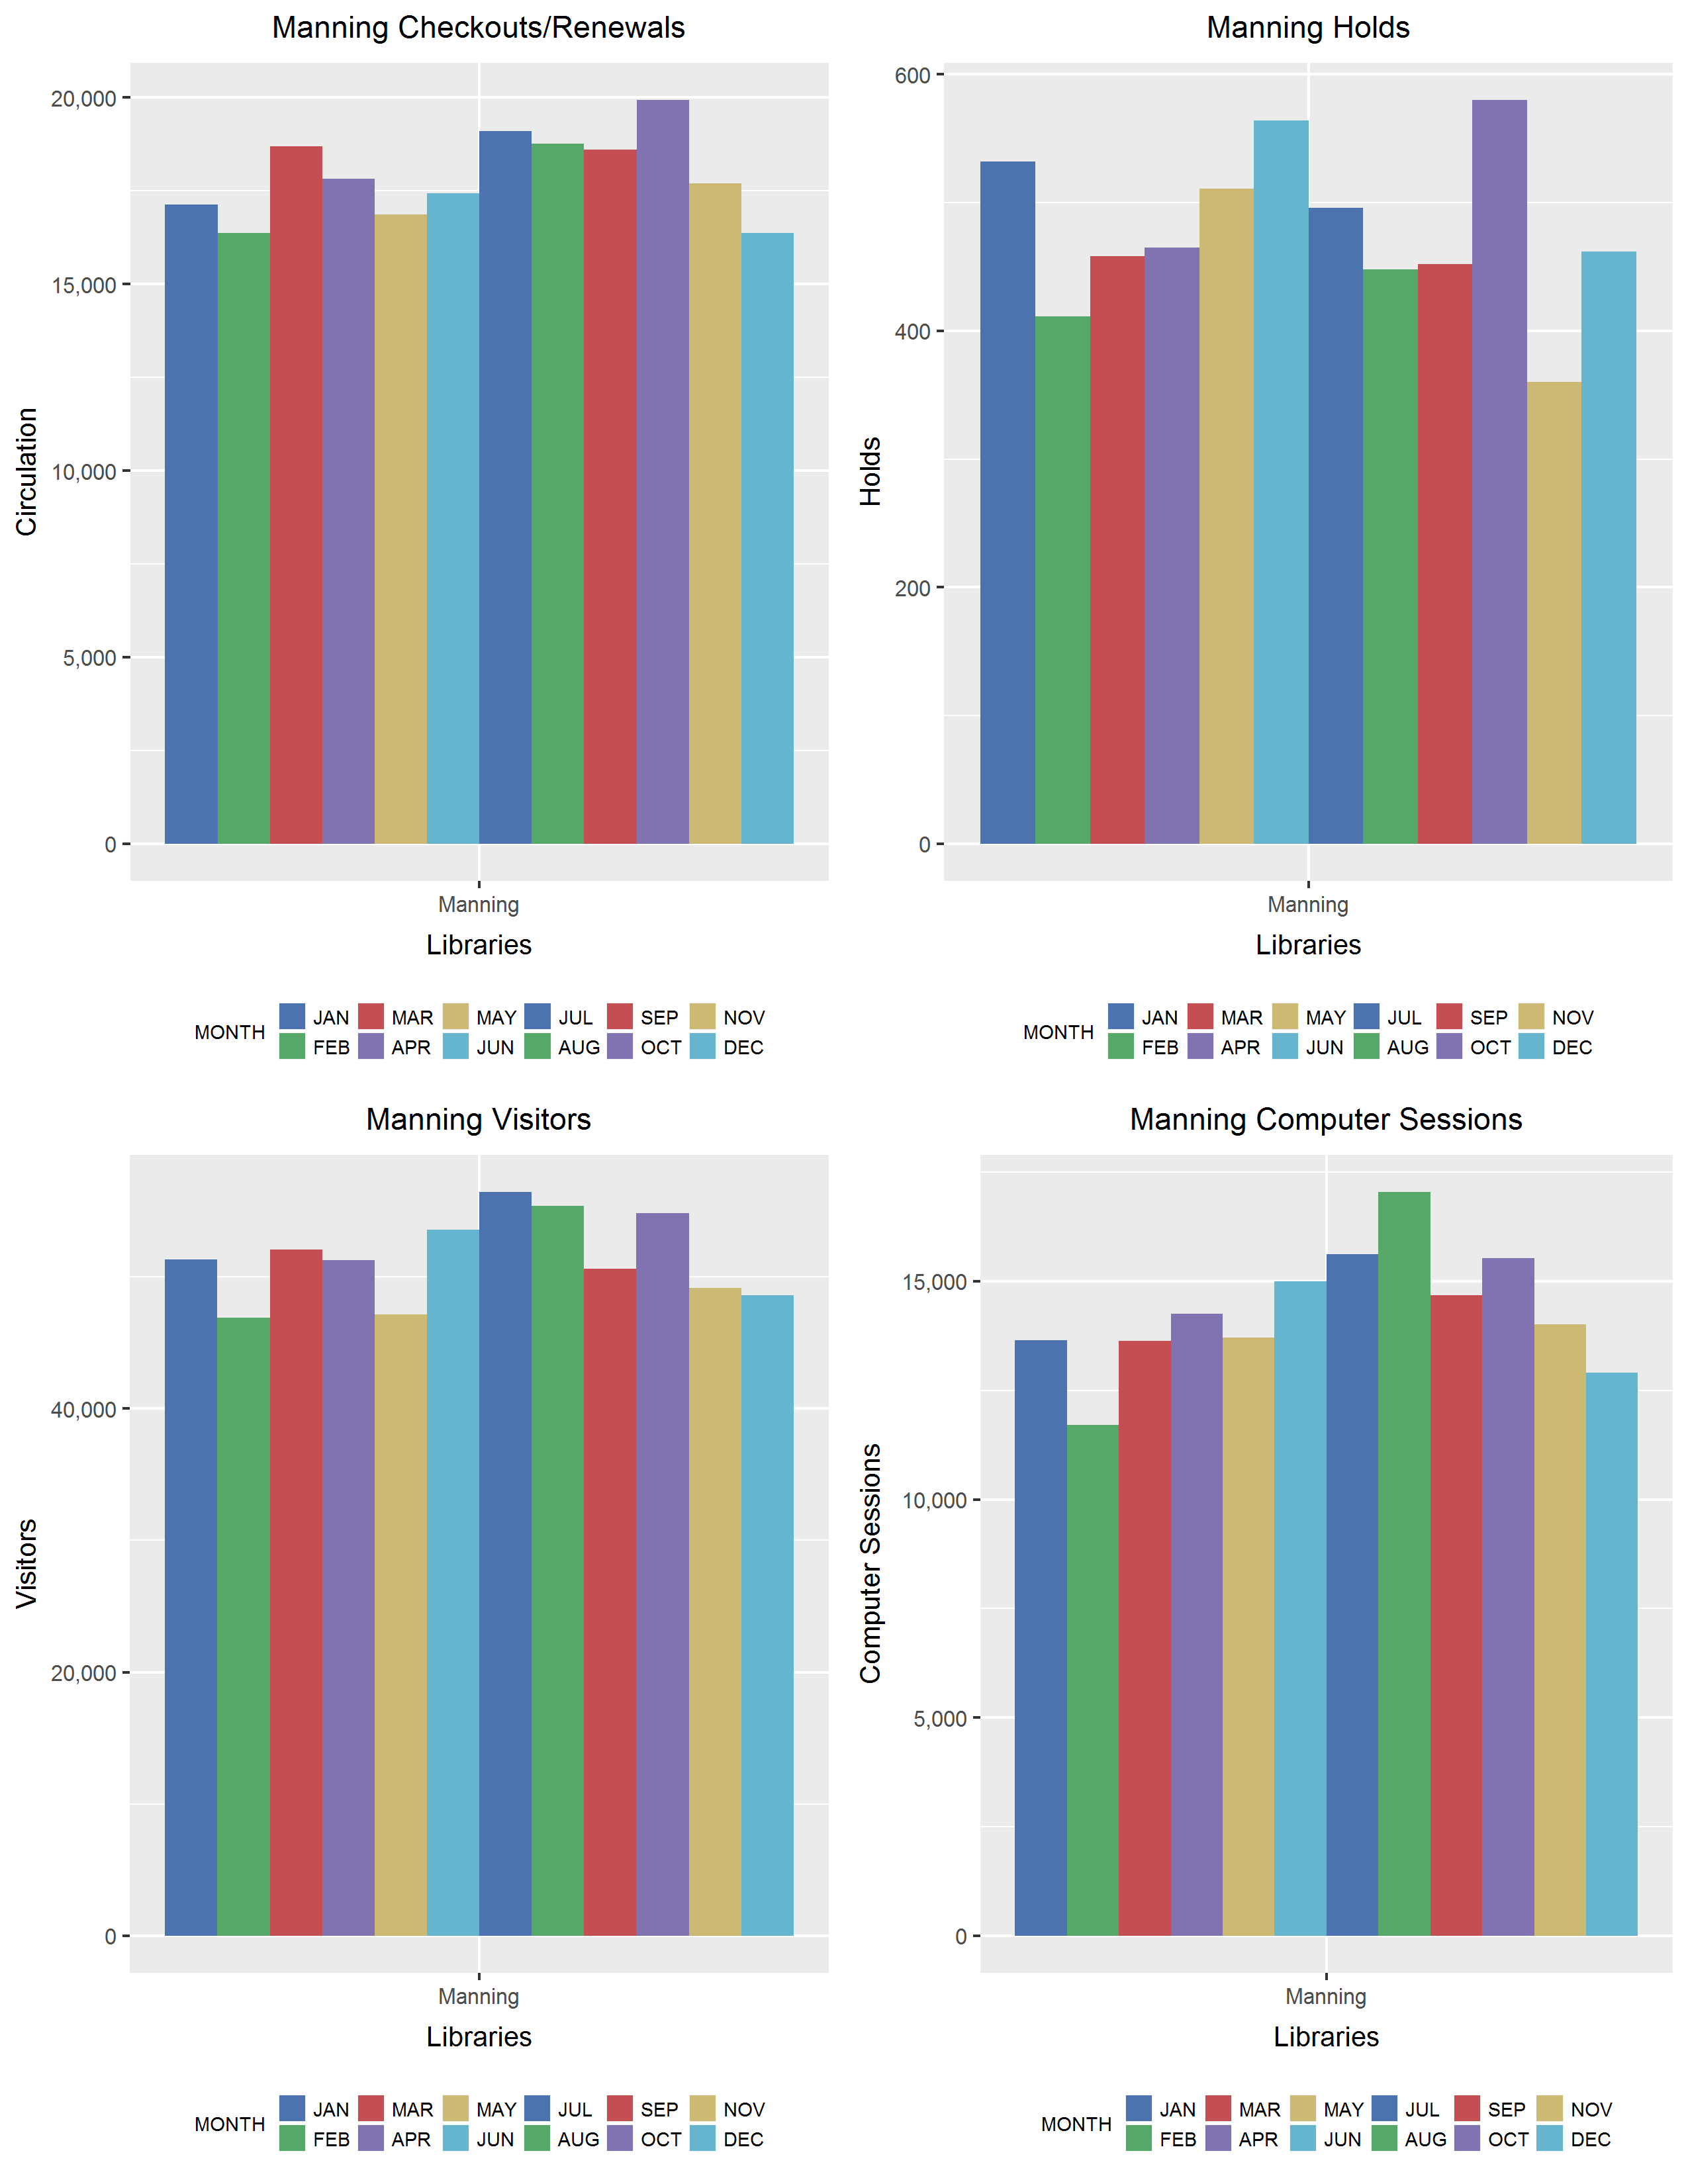 Manning Checkouts/Renewals
20,000
15,000
10,000
5,000
0
Circulation
Manning
Libraries
MONTH JAN MAR MAY JUL SEP NOV
FEB APR JUN AUG OCT DEC
Manning Holds
600
400
200
0
Holds
Manning
Libraries
MONTH JAN MAR MAY JUL SEP NOV
FEB APR JUN AUG OCT DEC
Manning Visitors
40,000
20,000
0
Visitors
Manning
Libraries
MONTH JAN MAR MAY JUL SEP NOV
FEB APR JUN AUG OCT DEC
Manning Computer Sessions
15,000
10,000
5,000
0
Computer Sessions
Manning
Libraries
MONTH JAN MAR MAY JUL SEP NOV
FEB APR JUN AUG OCT DEC